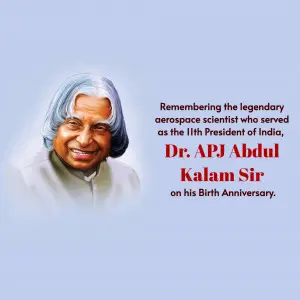 Remembering the legendary
aerospace scientist who served
as the 11th President of India,
Dr. APJ Abdul
Kalam Sir
on his Birth Anniversary.